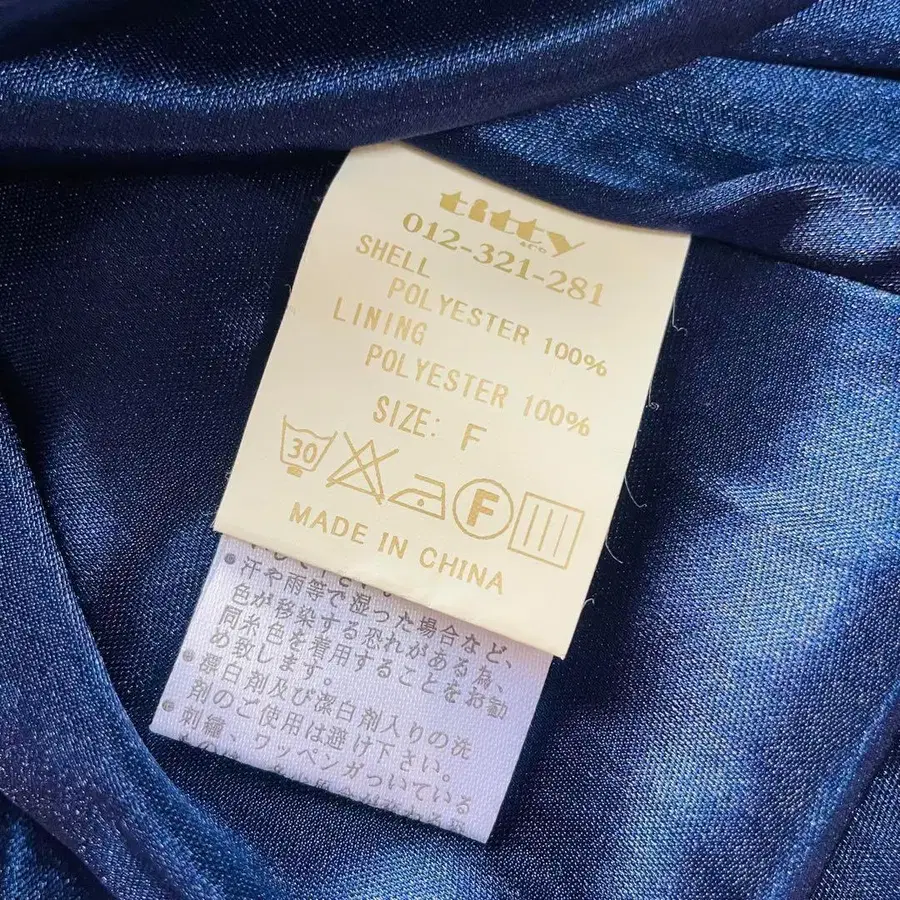 titty
&CO.
012-321-281
SHELL
POLYESTER 100%
LINING
POLYESTER 100%
SIZE: F
30
F
MADE IN CHINA
●汗や雨等で湿った場合など、
色が移染する恐れがある為、
同糸色を着用することをお勧
め致します。
●漂白剤及び漂白剤入りの洗
剤のご使用は避け下さい。
●刺繍、ワッペンがついている